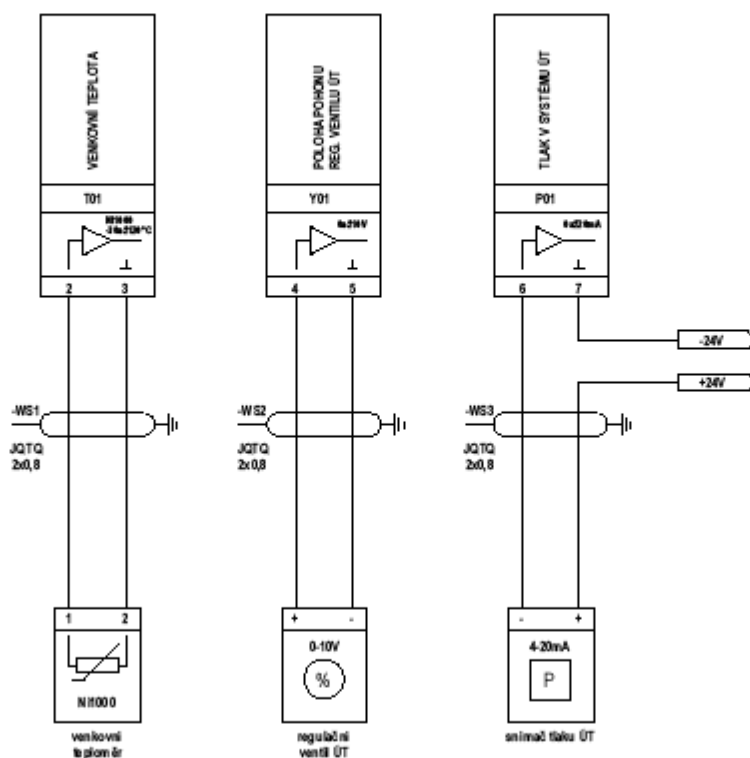 VENKOVNÍ TEPLOTA
POLOHA POHONU
REG. VENTILU ÚT
TLAK V SYSTÉMU ÚT
T01
Y01
P01
2
3
4
5
6
7
-24V
+24V
-WS1
JQTQ
2x0,8
-WS2
JQTQ
2x0,8
-WS3
JQTQ
2x0,8
1
2
+
-
-
+
0-10V
4-20mA
%
P
Ni1000
venkovní
teploměr
regulační
ventil ÚT
snímač tlaku ÚT